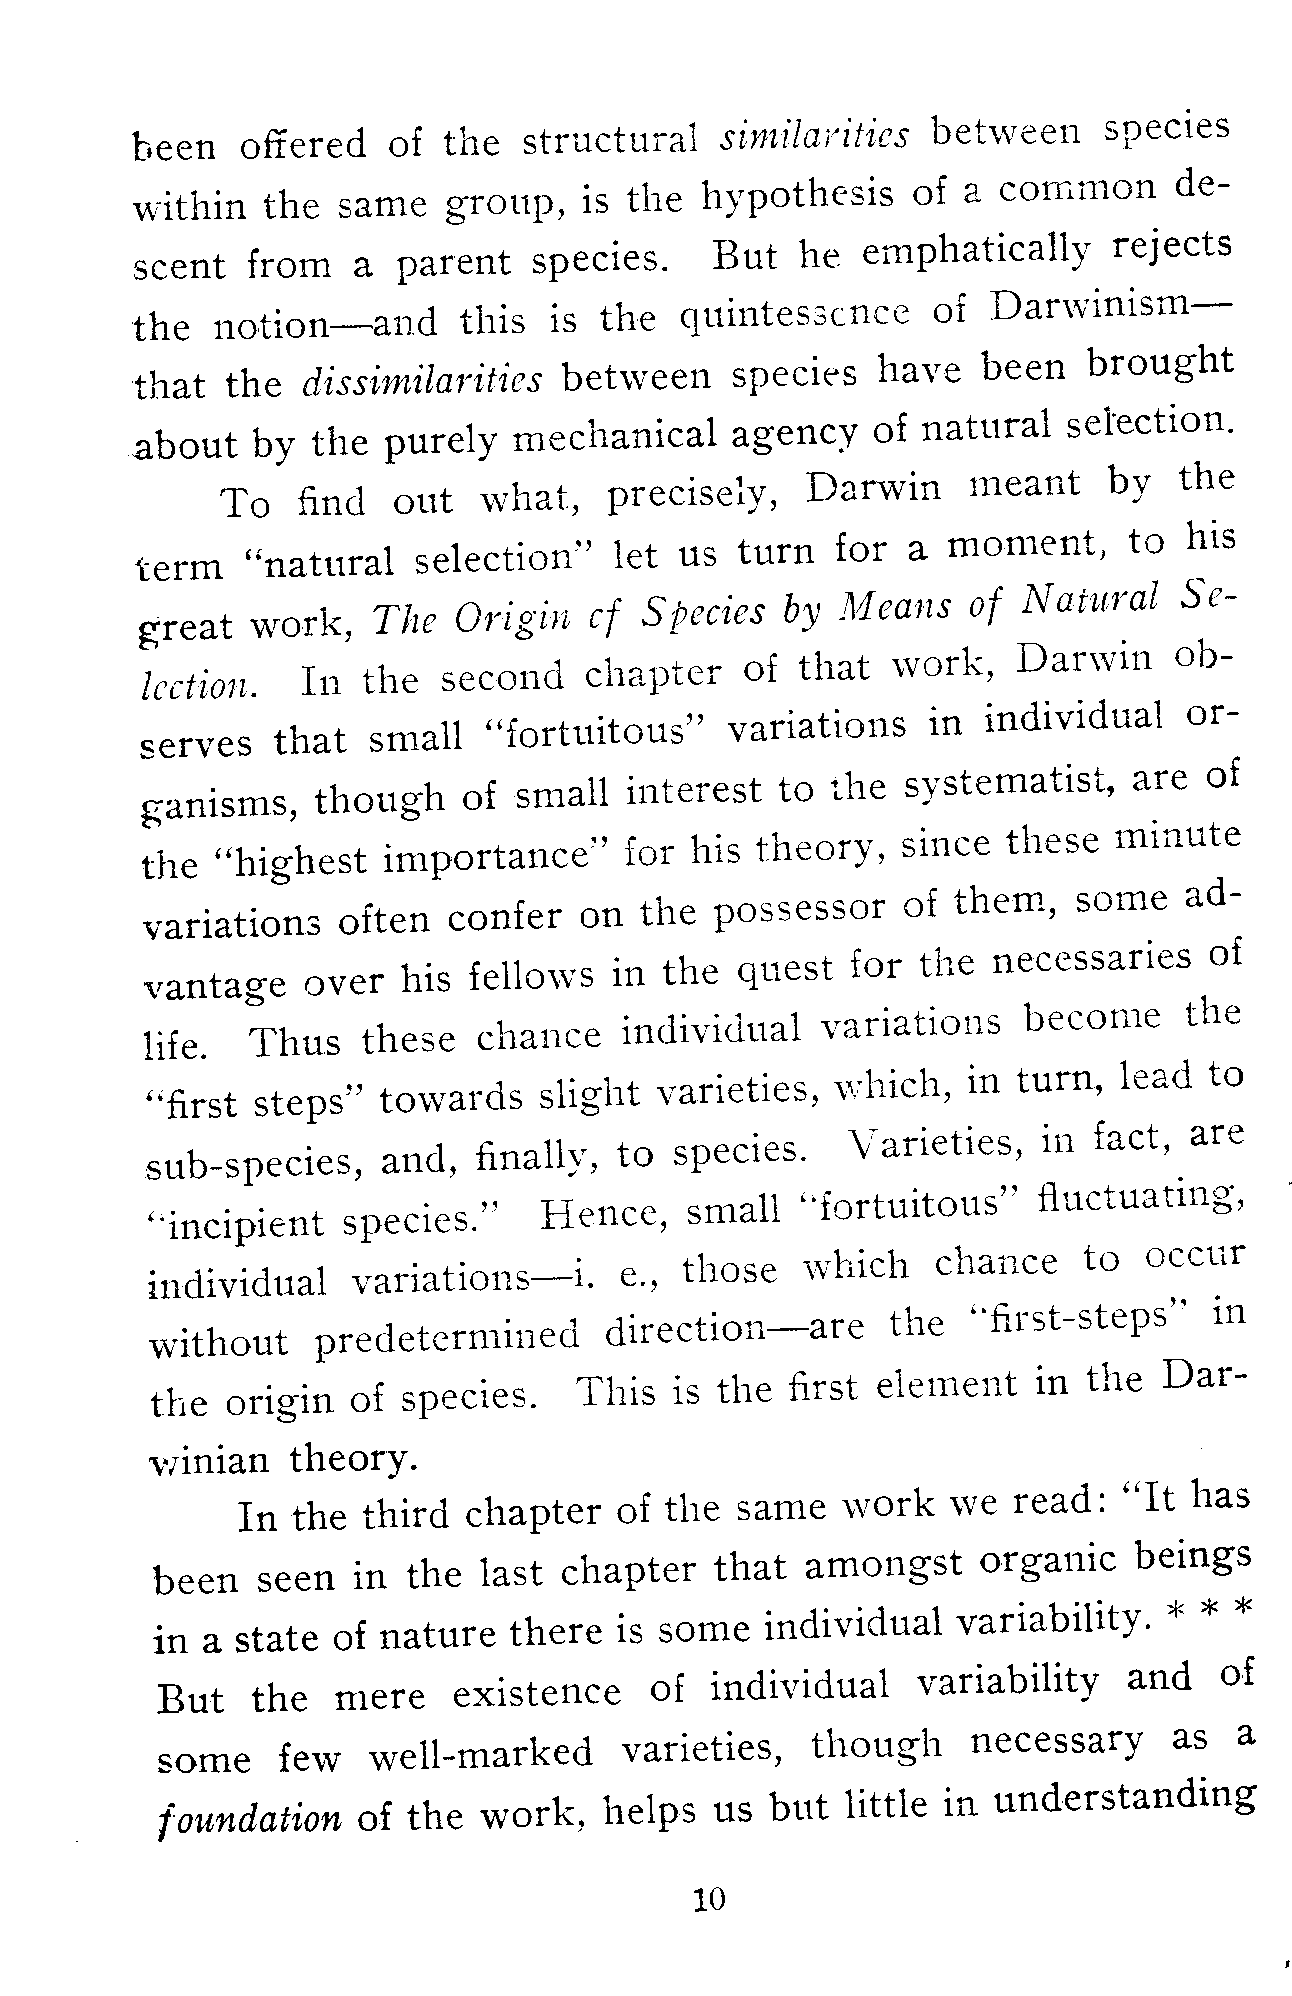 been offered of the structural similarities between species
within the same group, is the hypothesis of a common de-
scent from a parent species. But he emphatically rejects
the notion—and this is the quintessence of Darwinism—
that the dissimilarities between species have been brought
about by the purely mechanical agency of natural selection.
To find out what, precisely, Darwin meant by the
term “natural selection” let us turn for a moment, to his
great work, The Origin of Species by Means of Natural Se-
lection. In the second chapter of that work, Darwin ob-
serves that small “fortuitous” variations in individual or-
ganisms, though of small interest to the systematist, are of
the “highest importance” for his theory, since these minute
variations often confer on the possessor of them, some ad-
vantage over his fellows in the quest for the necessaries of
life. Thus these chance individual variations become the
“first steps” towards slight varieties, which, in turn, lead to
sub-species, and, finally, to species. Varieties, in fact, are
“incipient species.” Hence, small “fortuitous” fluctuating,
individual variations—i. e., those which chance to occur
without predetermined direction—are the “first-steps” in
the origin of species. This is the first element in the Dar-
winian theory.
In the third chapter of the same work we read: “It has
been seen in the last chapter that amongst organic beings
in a state of nature there is some individual variability. * * *
But the mere existence of individual variability and of
some few well-marked varieties, though necessary as a
foundation of the work, helps us but little in understanding
10